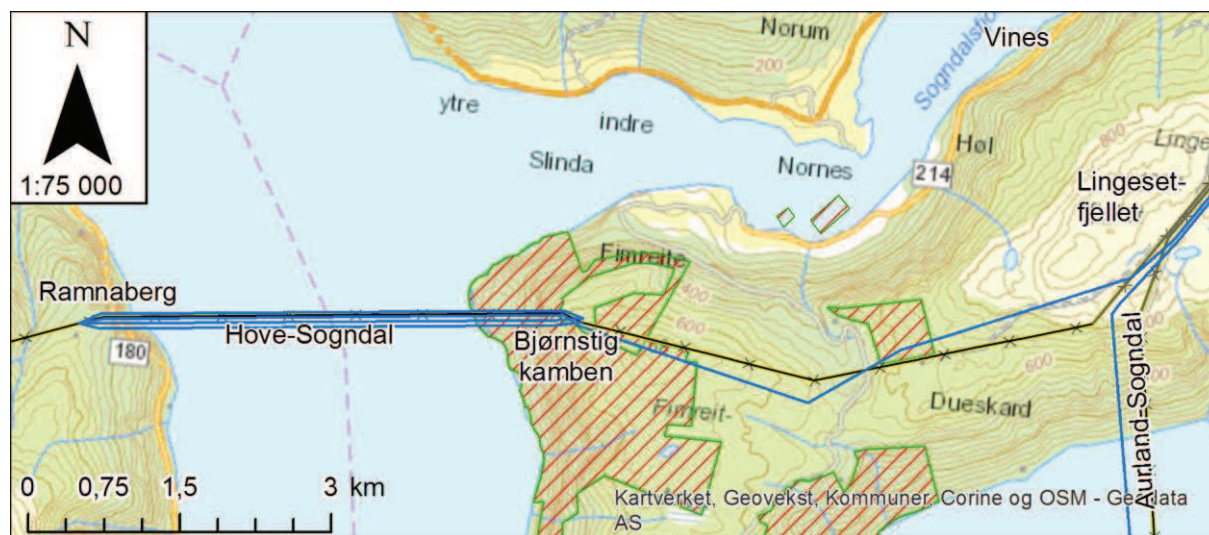 N
1:75 000
Norum
200
Sogndalsfjo
Vines
ytre
indre
Slinda
Nornes
Høl
214
800
Linge
Lingeset-
fjellet
Fimreite
400
600
Ramnaberg
Hove-Sogndal
180
Bjørnstig
kamben
Fimreit-
Dueskard
600
Aurland-Sogndal
0 0,75 1,5 3 km
Kartverket, Geovekst, Kommuner, Corine og OSM - Geodata
AS